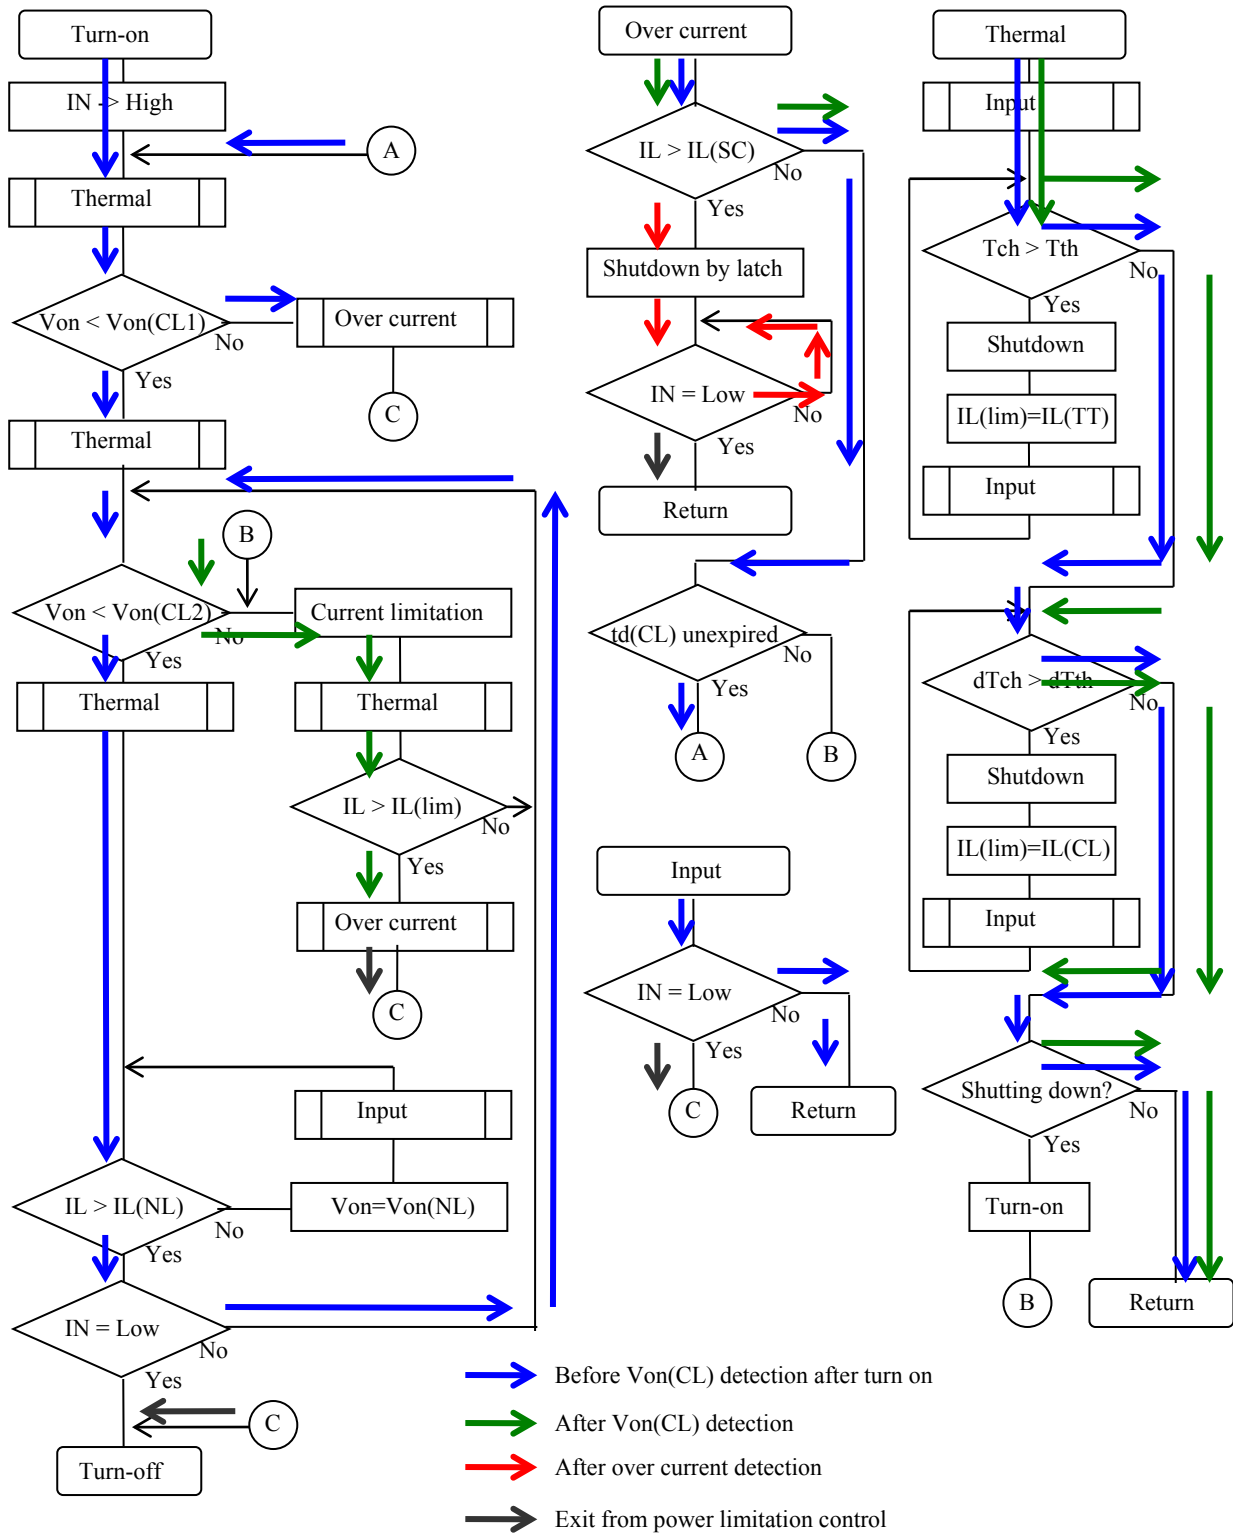 Turn-on
IN -> High
A
Thermal
Von < Von(CL1)
No
Yes
Over current
C
Thermal
B
Von < Von(CL2)
No
Yes
Current limitation
Thermal
Thermal
IL > IL(lim)
No
Yes
Over current
C
Input
IL > IL(NL)
No
Yes
Von=Von(NL)
IN = Low
No
Yes
C
Turn-off
Over current
IL > IL(SC)
No
Yes
Shutdown by latch
IN = Low
No
Yes
Return
td(CL) unexpired
No
Yes
A
B
Input
IN = Low
No
Yes
C
Return
Thermal
Input
Tch > Tth
No
Yes
Shutdown
IL(lim)=IL(TT)
Input
dTch > dTth
No
Yes
Shutdown
IL(lim)=IL(CL)
Input
Shutting down?
No
Yes
Turn-on
B
Return
Before Von(CL) detection after turn on
After Von(CL) detection
After over current detection
Exit from power limitation control